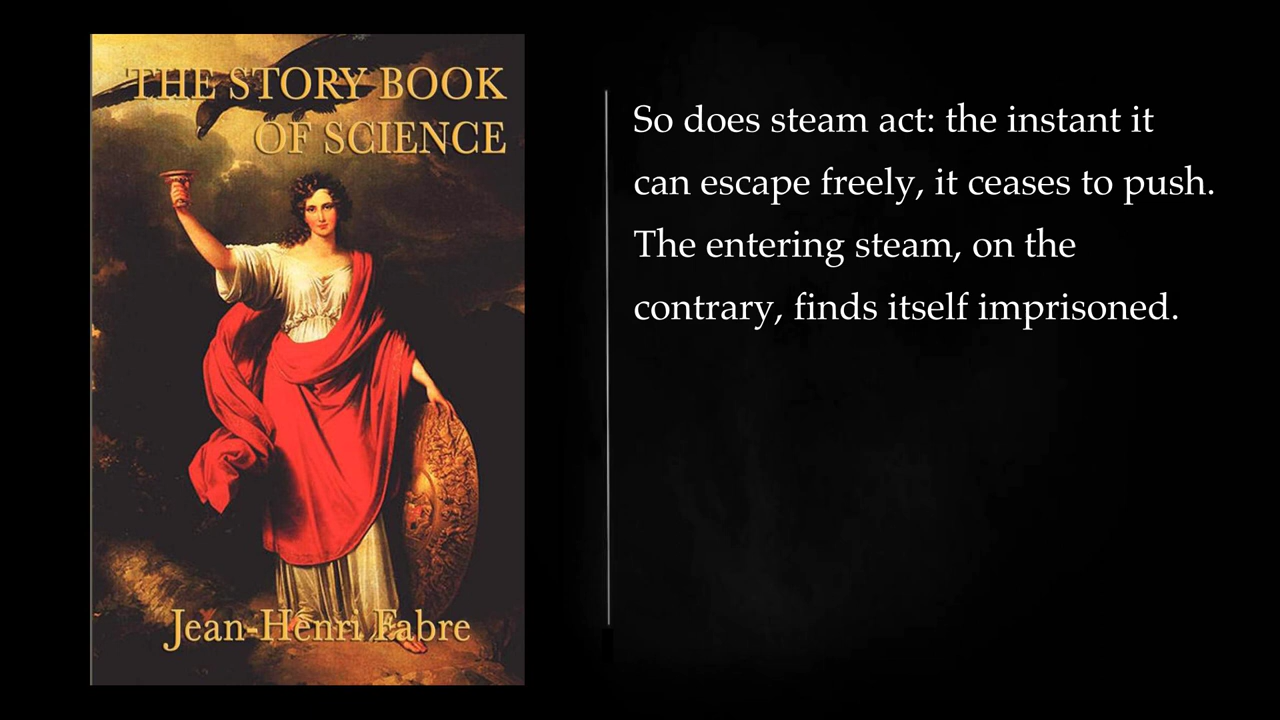 THE STORY BOOK
OF SCIENCE
Jean-Henri Fabre
So does steam act: the instant it
can escape freely, it ceases to push.
The entering steam, on the
contrary, finds itself imprisoned.